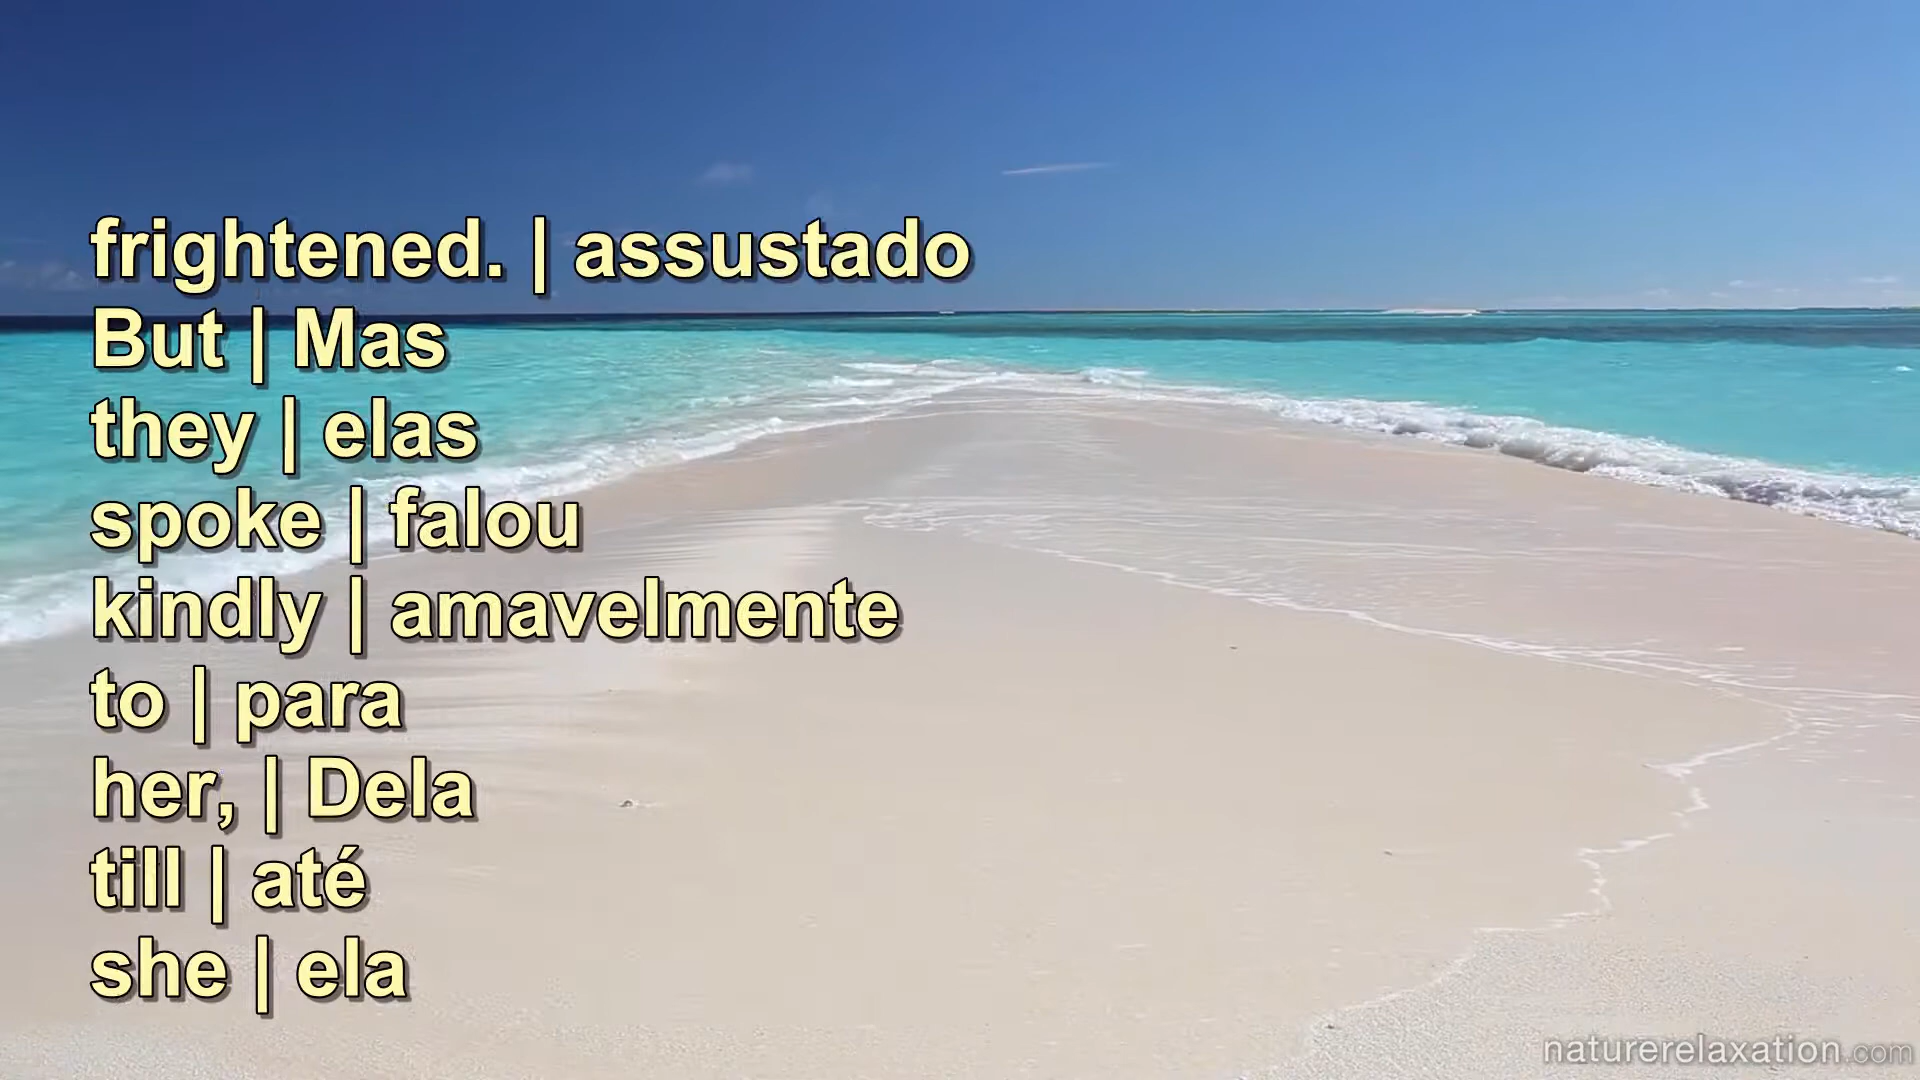 frightened. | assustado
But | Mas
they | elas
spoke | falou
kindly | amavelmente
to | para
her, | Dela
till | até
she | ela
naturerelaxation.com